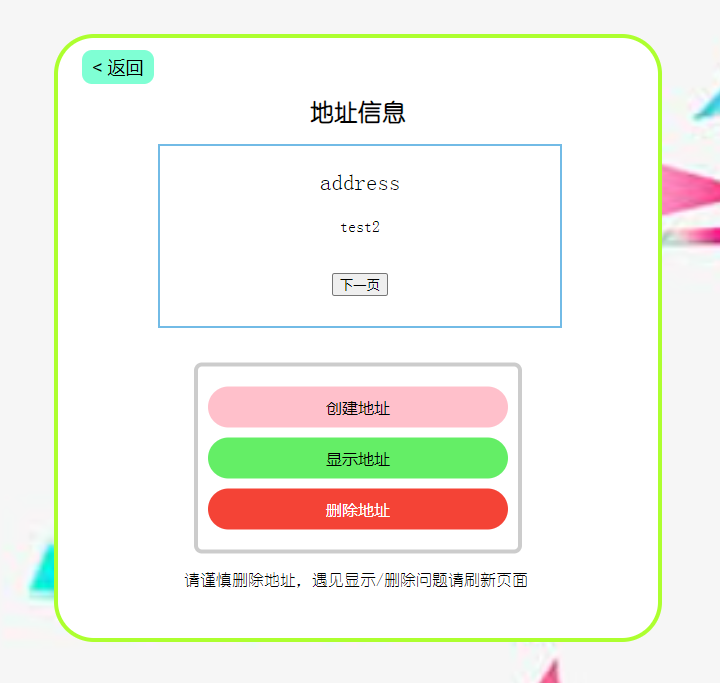 < 返回
地址信息
address
test2
下一页
创建地址
显示地址
删除地址
请谨慎删除地址，遇见显示/删除问题请刷新页面